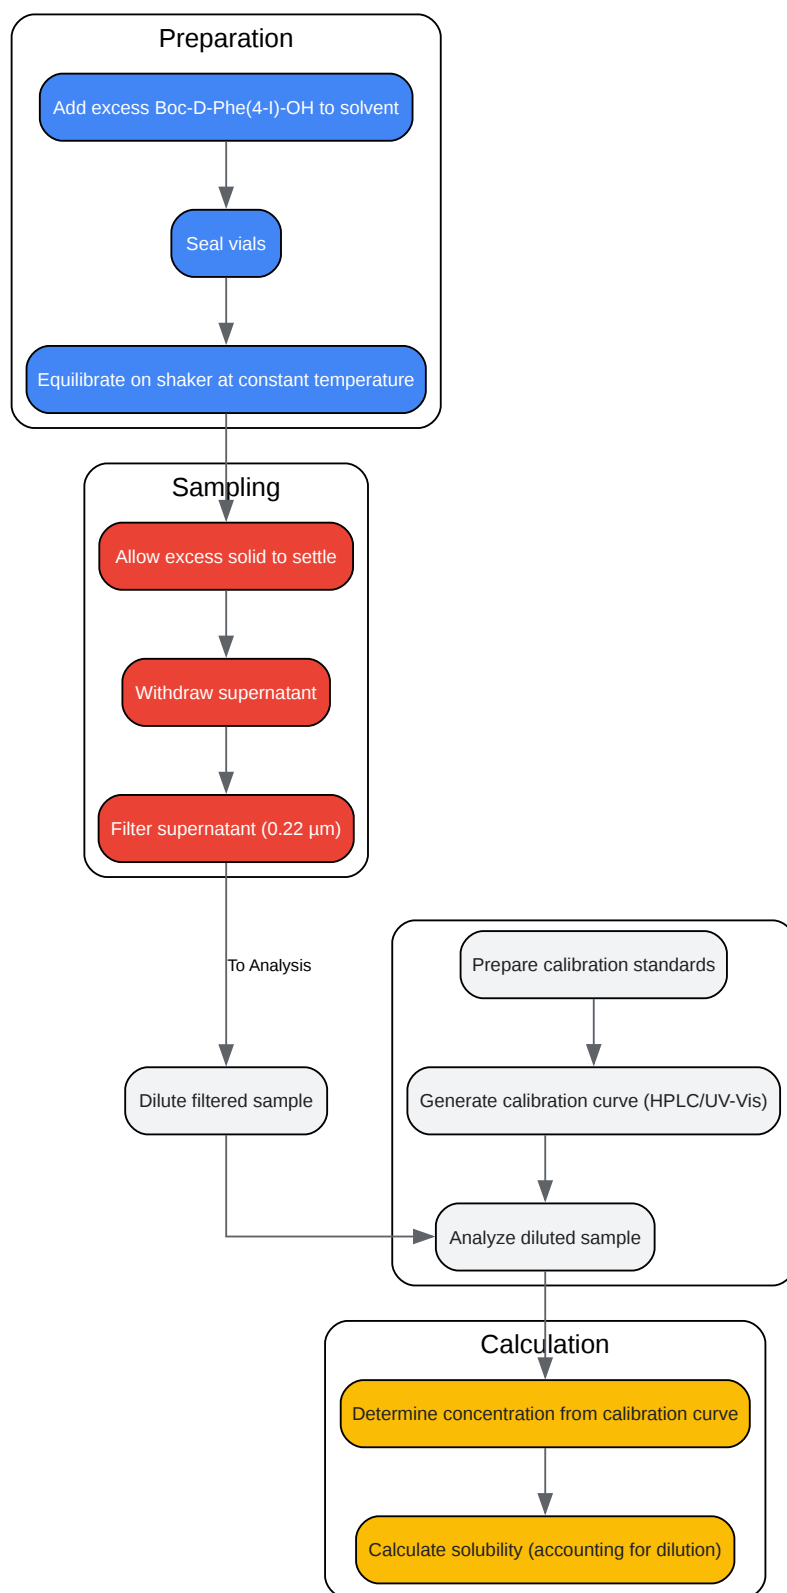 Preparation
Add excess Boc-D-Phe(4-I)-OH to solvent
Seal vials
Equilibrate on shaker at constant temperature
Sampling
Allow excess solid to settle
Withdraw supernatant
Filter supernatant (0.22 µm)
To Analysis
Prepare calibration standards
Dilute filtered sample
Generate calibration curve (HPLC/UV-Vis)
Analyze diluted sample
Calculation
Determine concentration from calibration curve
Calculate solubility (accounting for dilution)